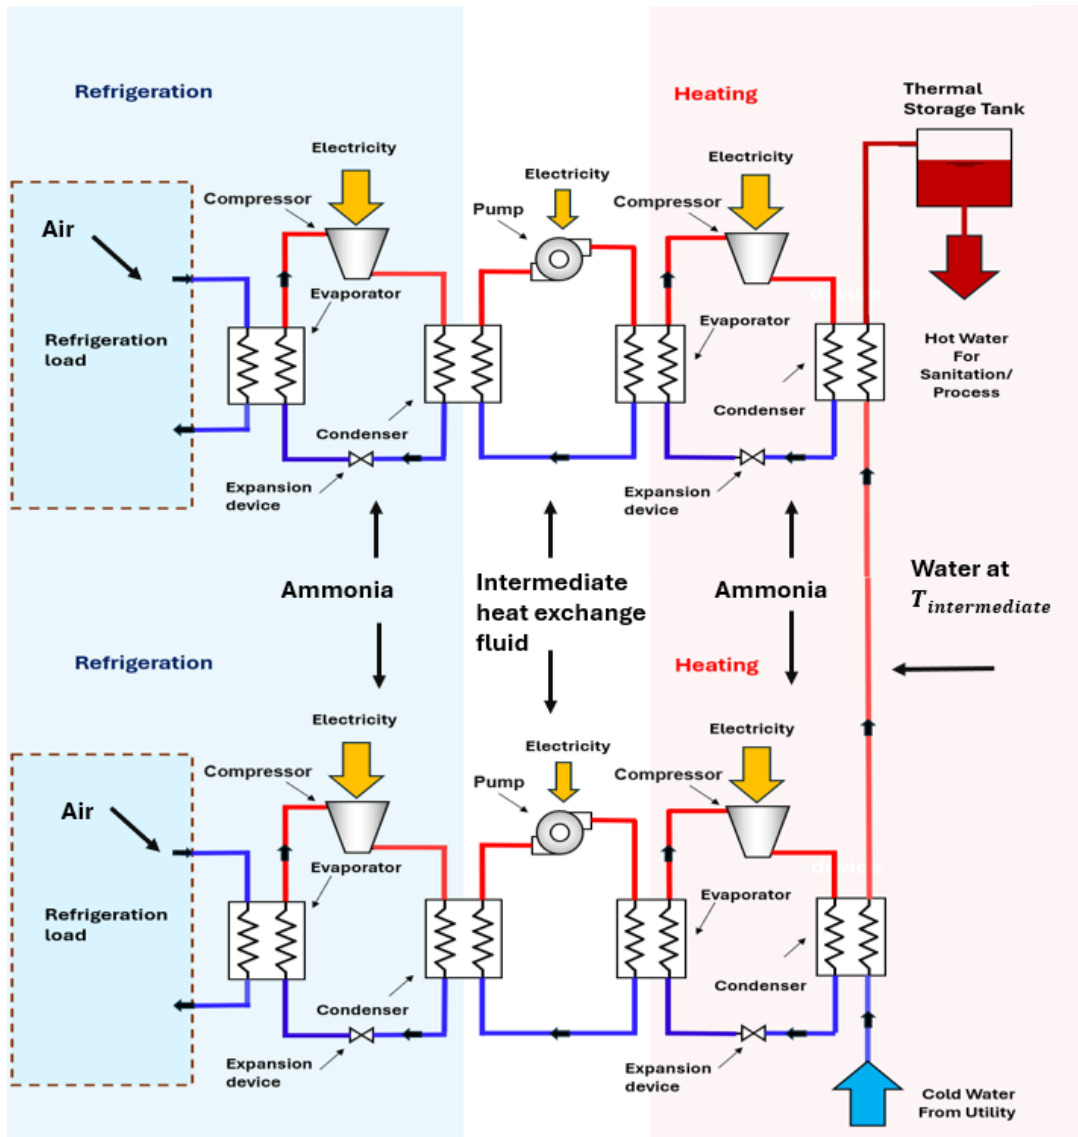 Refrigeration
Heating
Thermal
Storage Tank
Electricity
Electricity
Electricity
Compressor
Pump
Compressor
Air
Evaporator
device
Evaporator
Refrigeration
load
Hot Water
For
Sanitation/
Process
Condenser
Condenser
Expansion
device
Expansion
device
Ammonia
Intermediate
heat exchange
fluid
Ammonia
Water at
T_intermediate
Refrigeration
Heating
Electricity
Electricity
Electricity
Compressor
Pump
Compressor
Air
Evaporator
device
Evaporator
Refrigeration
load
Condenser
Condenser
Expansion
device
Expansion
device
Cold Water
From Utility